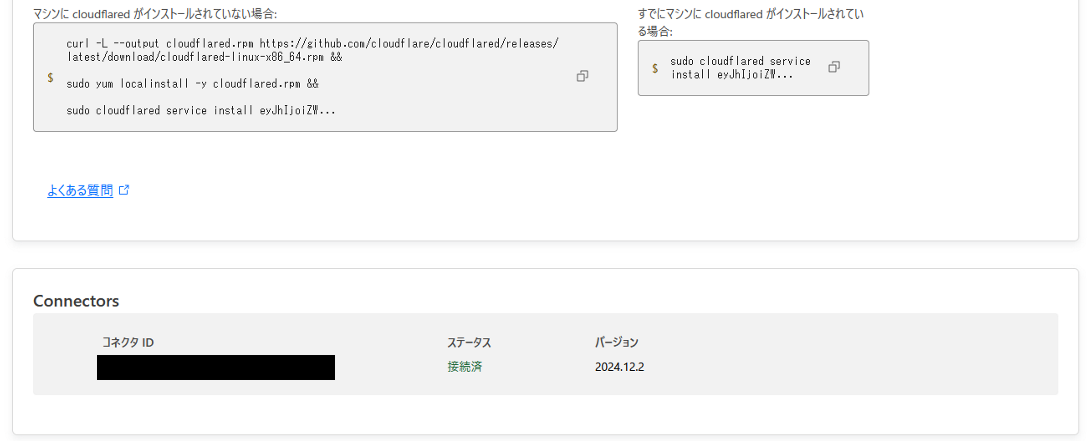 マシンに cloudflared がインストールされていない場合:
$
curl -L --output cloudflared.rpm https://github.com/cloudflare/cloudflared/releases/
latest/download/cloudflared-linux-x86_64.rpm &&
sudo yum localinstall -y cloudflared.rpm &&
sudo cloudflared service install eyJhIjoiZW...
すでにマシンに cloudflared がインストールされてい
る場合:
$
sudo cloudflared service
install eyJhIjoiZW...
よくある質問
Connectors
コネクタ ID
ステータス
バージョン
接続済
2024.12.2